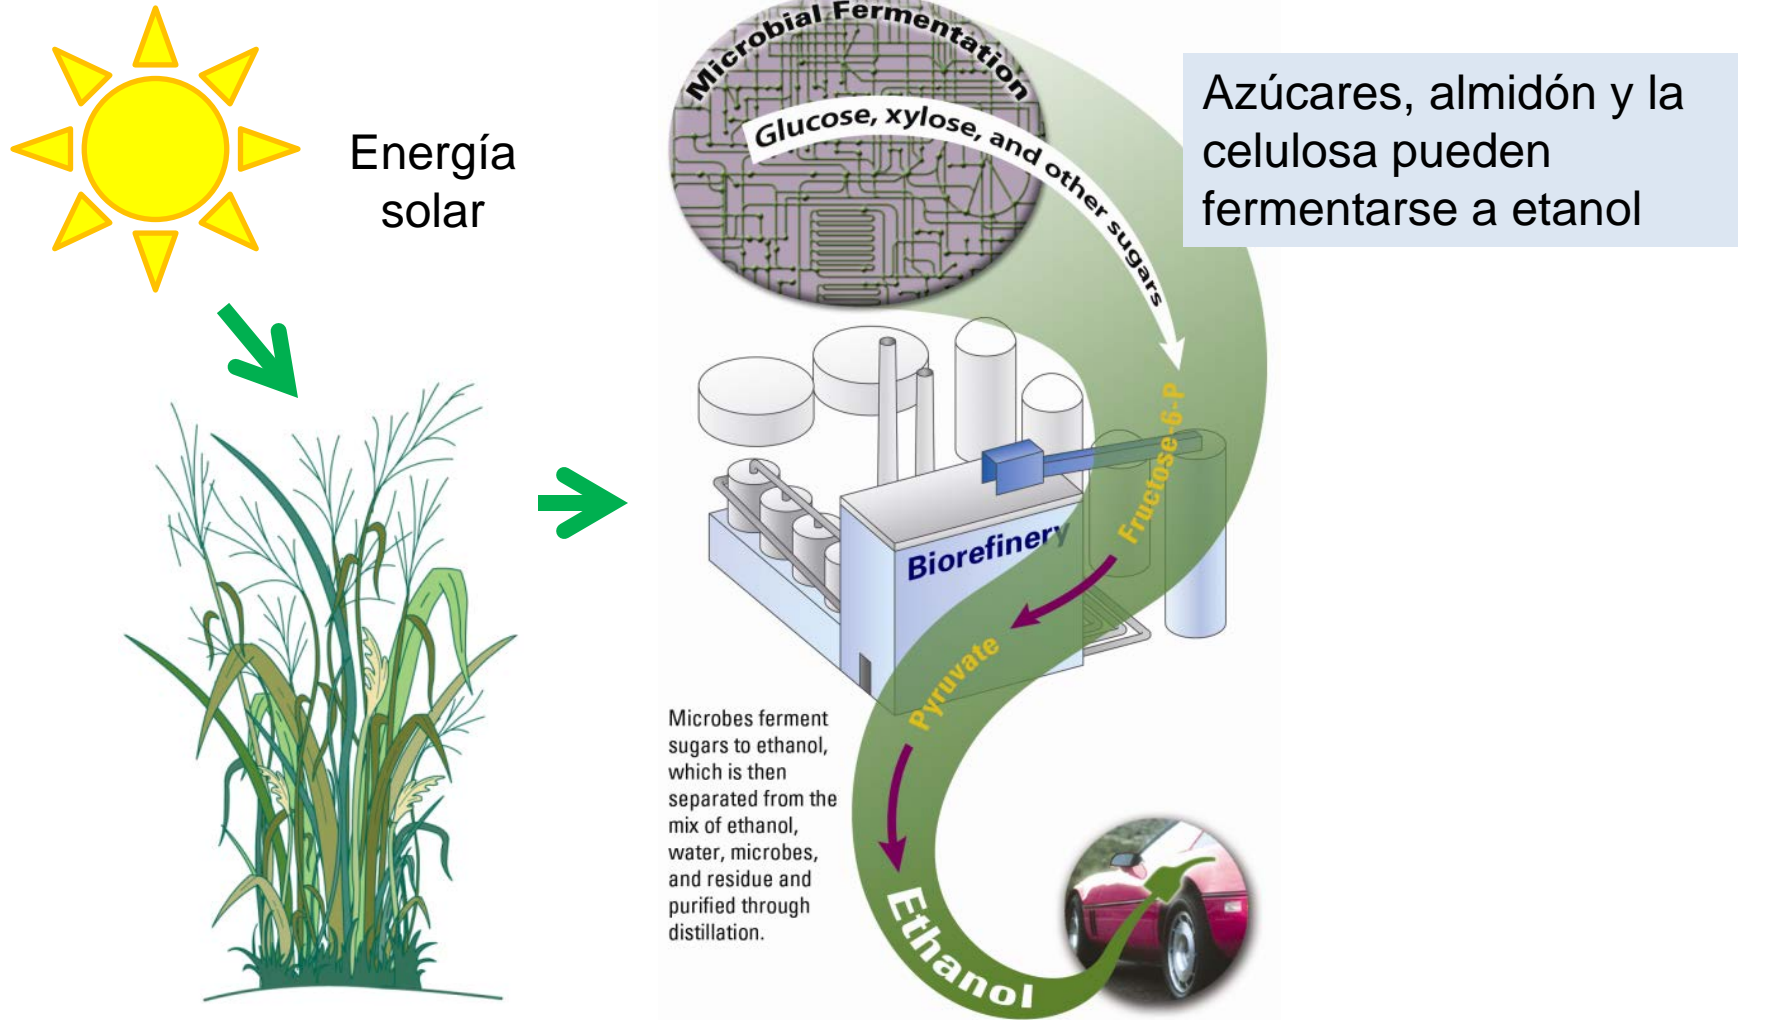 Energía
solar
Microbial Fermentation
Glucose, xylose, and other sugars
Azúcares, almidón y la
celulosa pueden
fermentarse a etanol
Fructose-6-P
Biorefinery
Pyruvate
Microbes ferment
sugars to ethanol,
which is then
separated from the
mix of ethanol,
water, microbes,
and residue and
purified through
distillation.
Ethanol